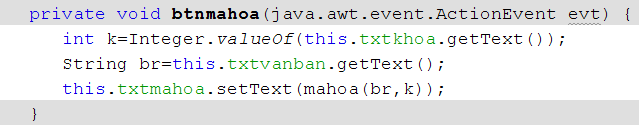 private void btnmahoa(java.awt.event.ActionEvent evt) {
int k=Integer.valueOf(this.txtkhoa.getText());
String br=this.txtvanban.getText();
this.txtmahoa.setText(mahoa(br,k));
}